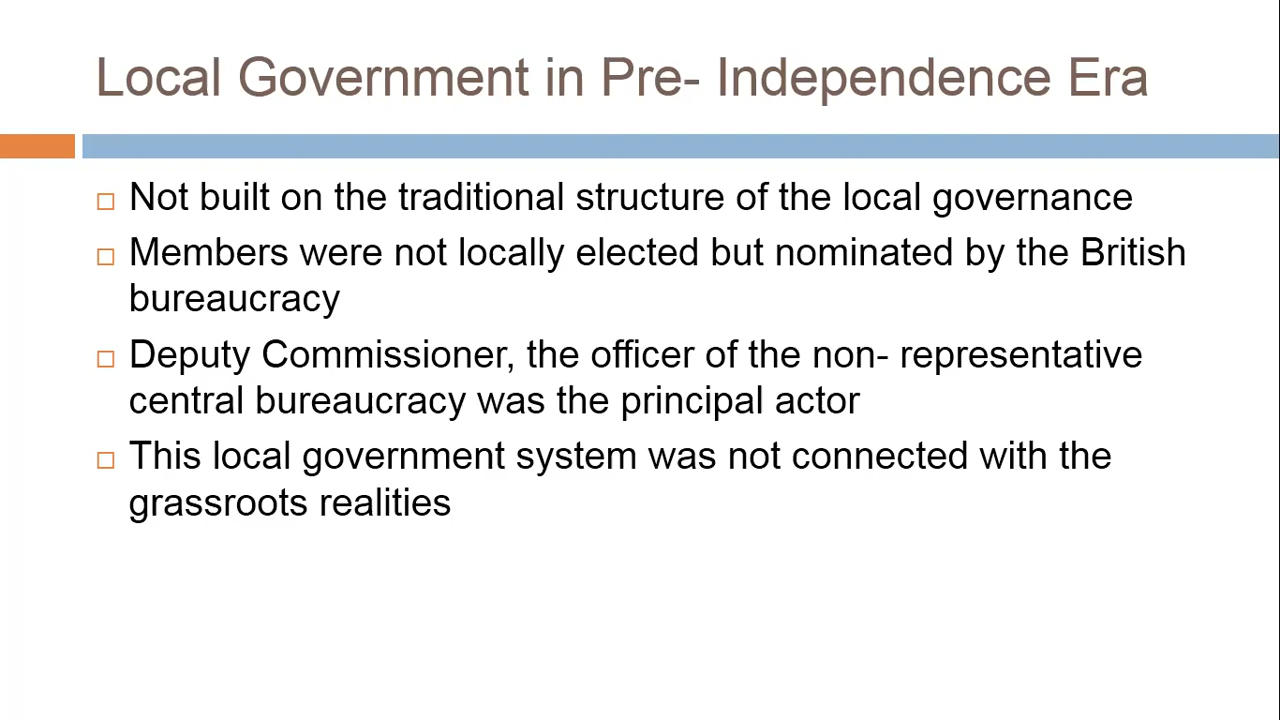 Local Government in Pre- Independence Era
Not built on the traditional structure of the local governance
Members were not locally elected but nominated by the British
bureaucracy
Deputy Commissioner, the officer of the non- representative
central bureaucracy was the principal actor
This local government system was not connected with the
grassroots realities